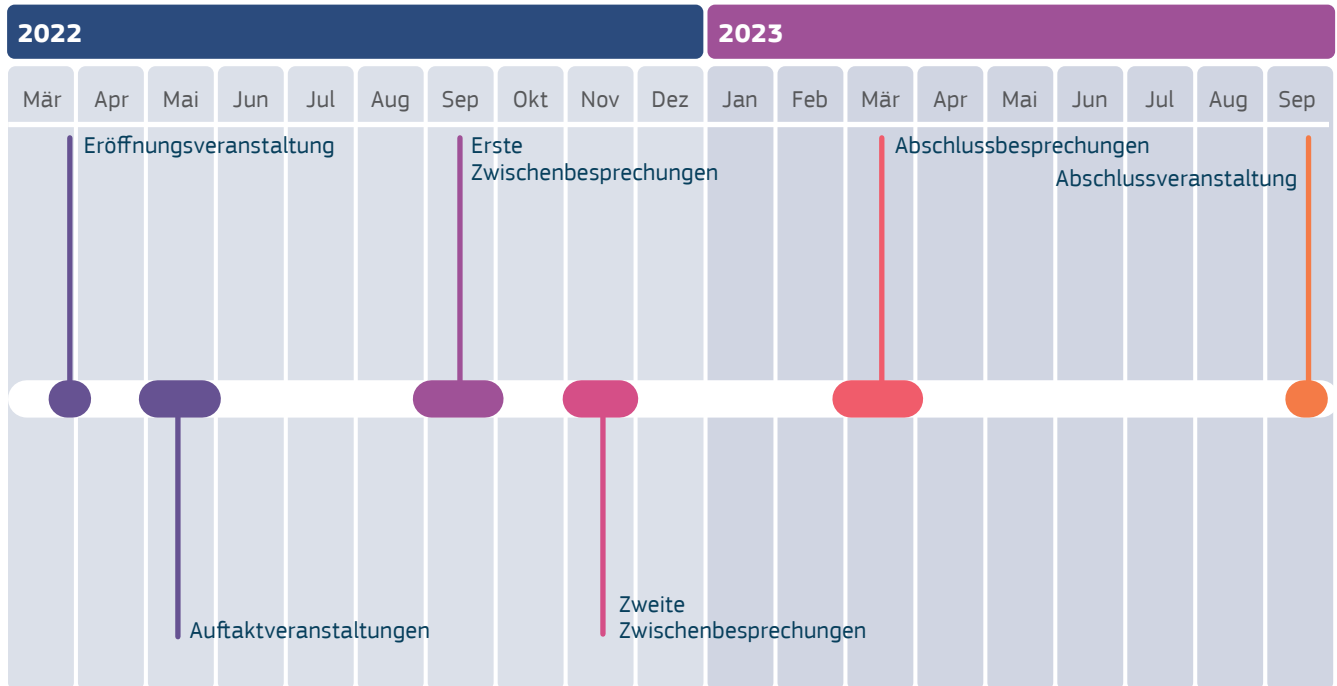 2022 2023
Mär Apr Mai Jun Jul Aug Sep Okt Nov Dez Jan Feb Mär Apr Mai Jun Jul Aug Sep
Eröffnungsveranstaltung
Erste
Zwischenbesprechungen
Abschlussbesprechungen
Abschlussveranstaltung
Auftaktveranstaltungen
Zweite
Zwischenbesprechungen